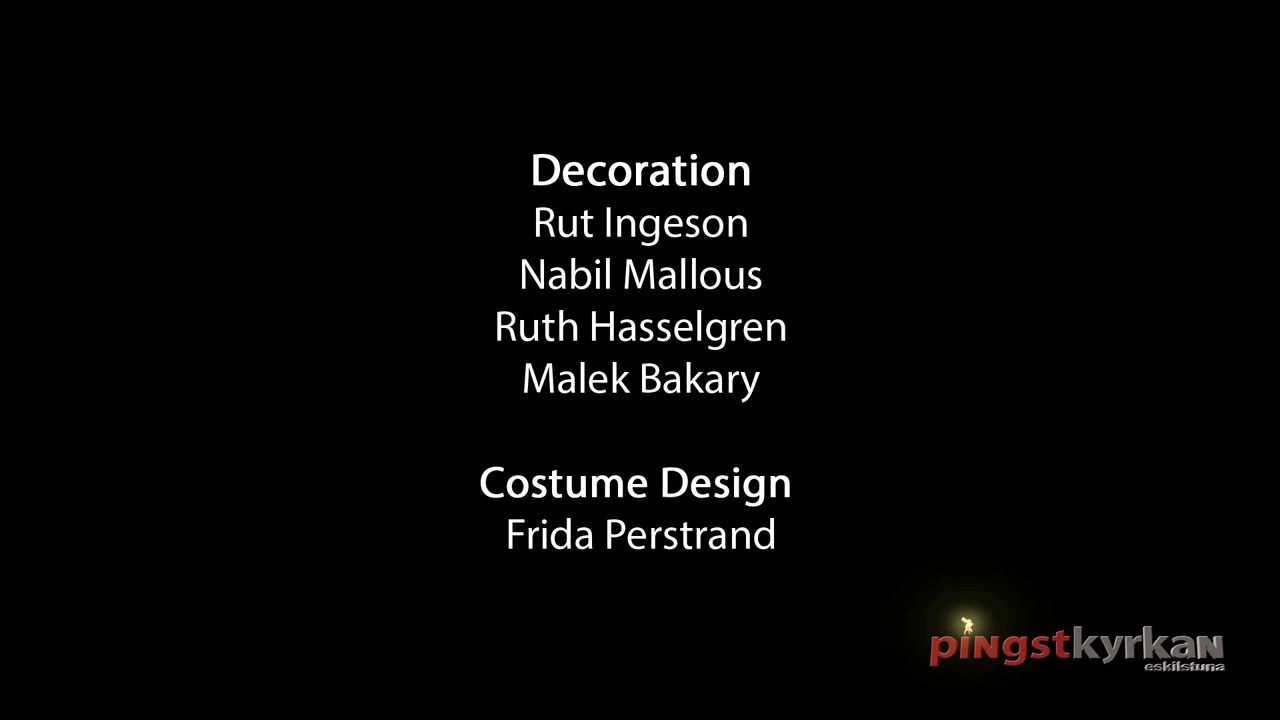 Decoration
Rut Ingeson
Nabil Mallous
Ruth Hasselgren
Malek Bakary
Costume Design
Frida Perstrand
pingstkyrkan
eskilstuna